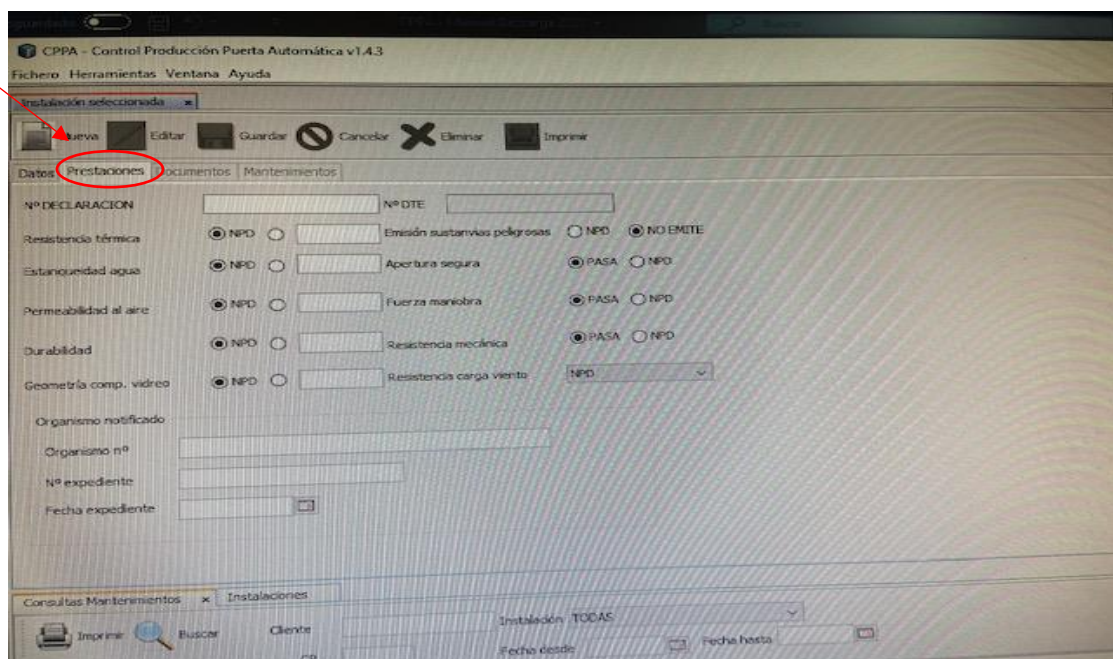 CPPA - Control Producción Puerta Automática v1.4.3
Fichero Herramientas Ventana Ayuda
Instalación seleccionada x
Nueva Editar Guardar Cancelar Eliminar Imprimir
Datos Prestaciones Documentos Mantenimientos
Nº DECLARACION Nº DTE
Resistencia térmica NPD Emisión sustanvias peligrosas NPD NO EMITE
Estanqueidad agua NPD Apertura segura PASA NPD
Permeabilidad al aire NPD Fuerza maniobra PASA NPD
Durabilidad NPD Resistencia mecánica PASA NPD
Geometría comp. vidreo NPD Resistencia carga viento NPD
Organismo notificado
Organismo nº
Nº expediente
Fecha expediente
Consultas Mantenimientos x Instalaciones
Imprimir Buscar Cliente Instalación TODAS
CP Fecha desde Fecha hasta